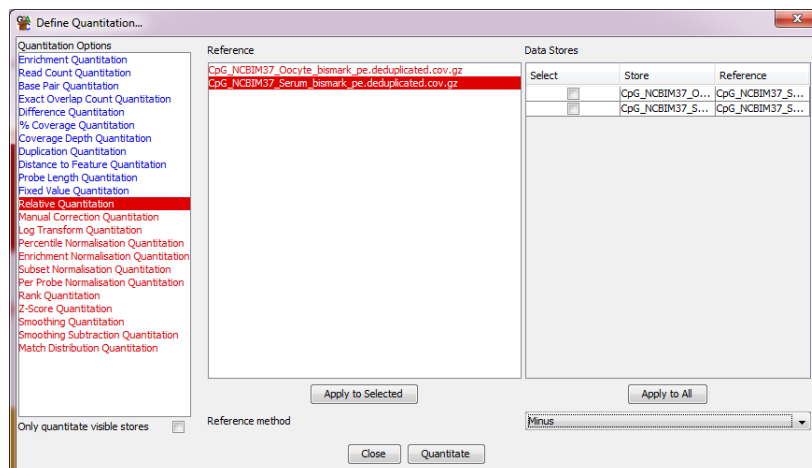 Define Quantitation...
Quantitation Options
Enrichment Quantitation
Read Count Quantitation
Base Pair Quantitation
Exact Overlap Count Quantitation
Difference Quantitation
% Coverage Quantitation
Coverage Depth Quantitation
Duplication Quantitation
Distance to Feature Quantitation
Probe Length Quantitation
Fixed Value Quantitation
Relative Quantitation
Manual Correction Quantitation
Log Transform Quantitation
Percentile Normalisation Quantitation
Enrichment Normalisation Quantitation
Subset Normalisation Quantitation
Per Probe Normalisation Quantitation
Rank Quantitation
Z-Score Quantitation
Smoothing Quantitation
Smoothing Subtraction Quantitation
Match Distribution Quantitation
Only quantitate visible stores
Reference
CpG_NCBIM37_Oocyte_bismark_pe.deduplicated.cov.gz
CpG_NCBIM37_Serum_bismark_pe.deduplicated.cov.gz
Apply to Selected
Data Stores
Select Store Reference
CpG_NCBIM37_O... CpG_NCBIM37_S...
CpG_NCBIM37_S... CpG_NCBIM37_S...
Apply to All
Reference method
Minus
Close Quantitate